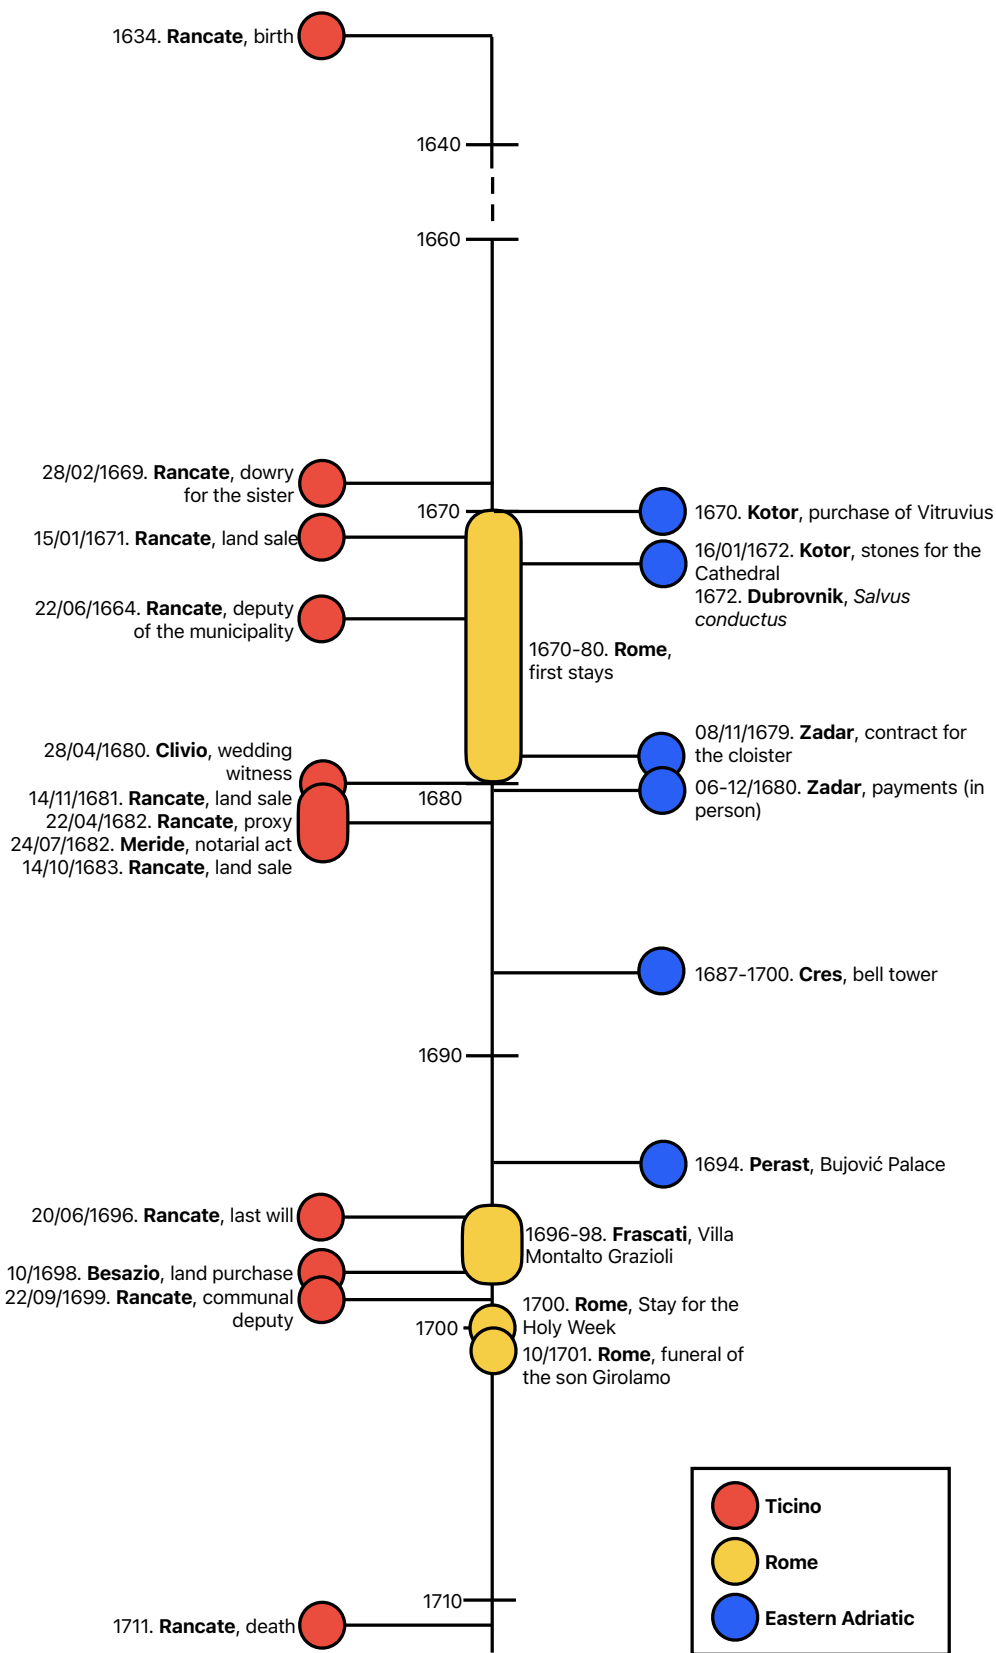 1634. Rancate, birth
1640
1660
28/02/1669. Rancate, dowry
for the sister
1670
1670. Kotor, purchase of Vitruvius
15/01/1671. Rancate, land sale
16/01/1672. Kotor, stones for the
Cathedral
1672. Dubrovnik, Salvus
conductus
22/06/1664. Rancate, deputy
of the municipality
1670-80. Rome,
first stays
08/11/1679. Zadar, contract for
the cloister
28/04/1680. Clivio, wedding
witness
1680
06-12/1680. Zadar, payments (in
person)
14/11/1681. Rancate, land sale
22/04/1682. Rancate, proxy
24/07/1682. Meride, notarial act
14/10/1683. Rancate, land sale
1687-1700. Cres, bell tower
1690
1694. Perast, Bujović Palace
20/06/1696. Rancate, last will
1696-98. Frascati, Villa
Montalto Grazioli
10/1698. Besazio, land purchase
22/09/1699. Rancate, communal
deputy
1700
1700. Rome, Stay for the
Holy Week
10/1701. Rome, funeral of
the son Girolamo
Ticino
Rome
Eastern Adriatic
1710
1711. Rancate, death